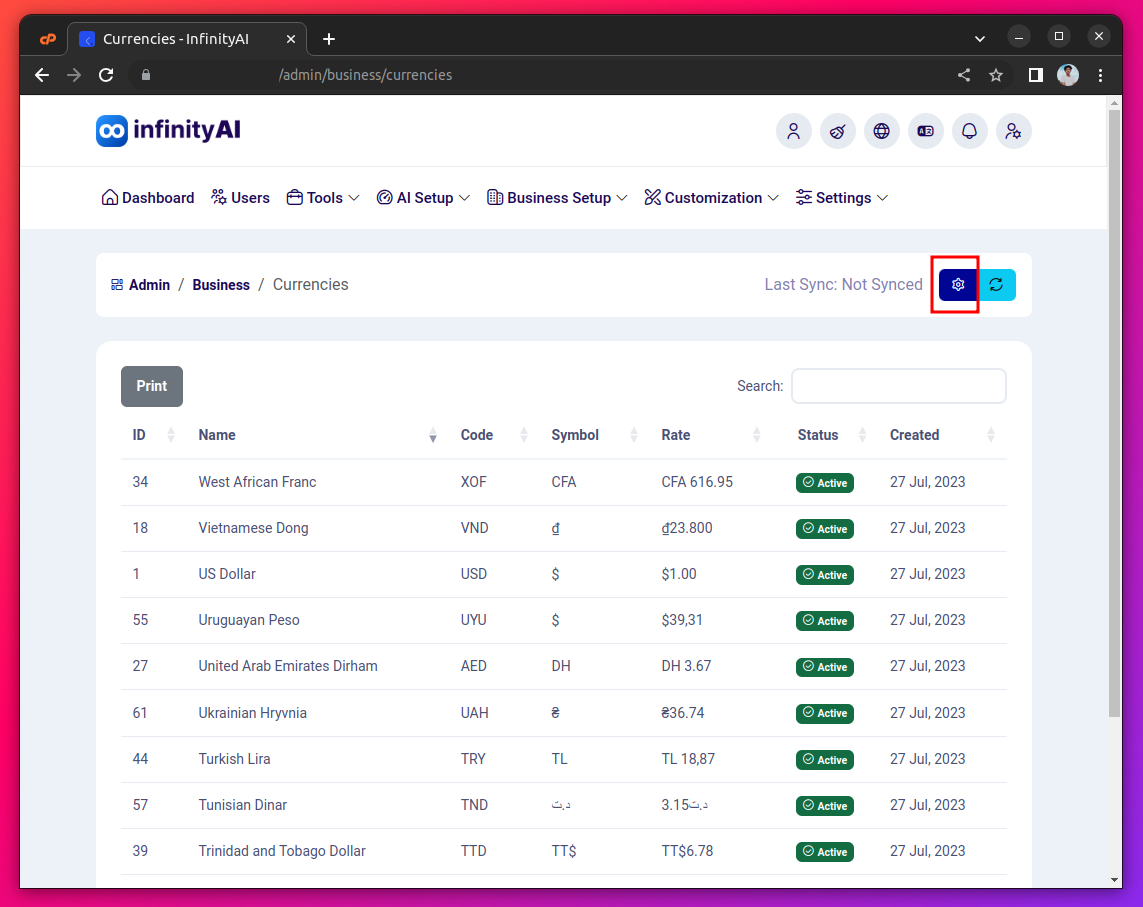 Currencies - InfinityAI
/admin/business/currencies
infinityAI
Dashboard Users Tools AI Setup Business Setup Customization Settings
Admin / Business / Currencies Last Sync: Not Synced
Print Search:
ID Name Code Symbol Rate Status Created
34 West African Franc XOF CFA CFA 616.95 Active 27 Jul, 2023
18 Vietnamese Dong VND ₫ ₫23.800 Active 27 Jul, 2023
1 US Dollar USD $ $1.00 Active 27 Jul, 2023
55 Uruguayan Peso UYU $ $39,31 Active 27 Jul, 2023
27 United Arab Emirates Dirham AED DH DH 3.67 Active 27 Jul, 2023
61 Ukrainian Hryvnia UAH ₴ ₴36.74 Active 27 Jul, 2023
44 Turkish Lira TRY TL TL 18,87 Active 27 Jul, 2023
57 Tunisian Dinar TND د.ت 3.15د.ت Active 27 Jul, 2023
39 Trinidad and Tobago Dollar TTD TT$ TT$6.78 Active 27 Jul, 2023